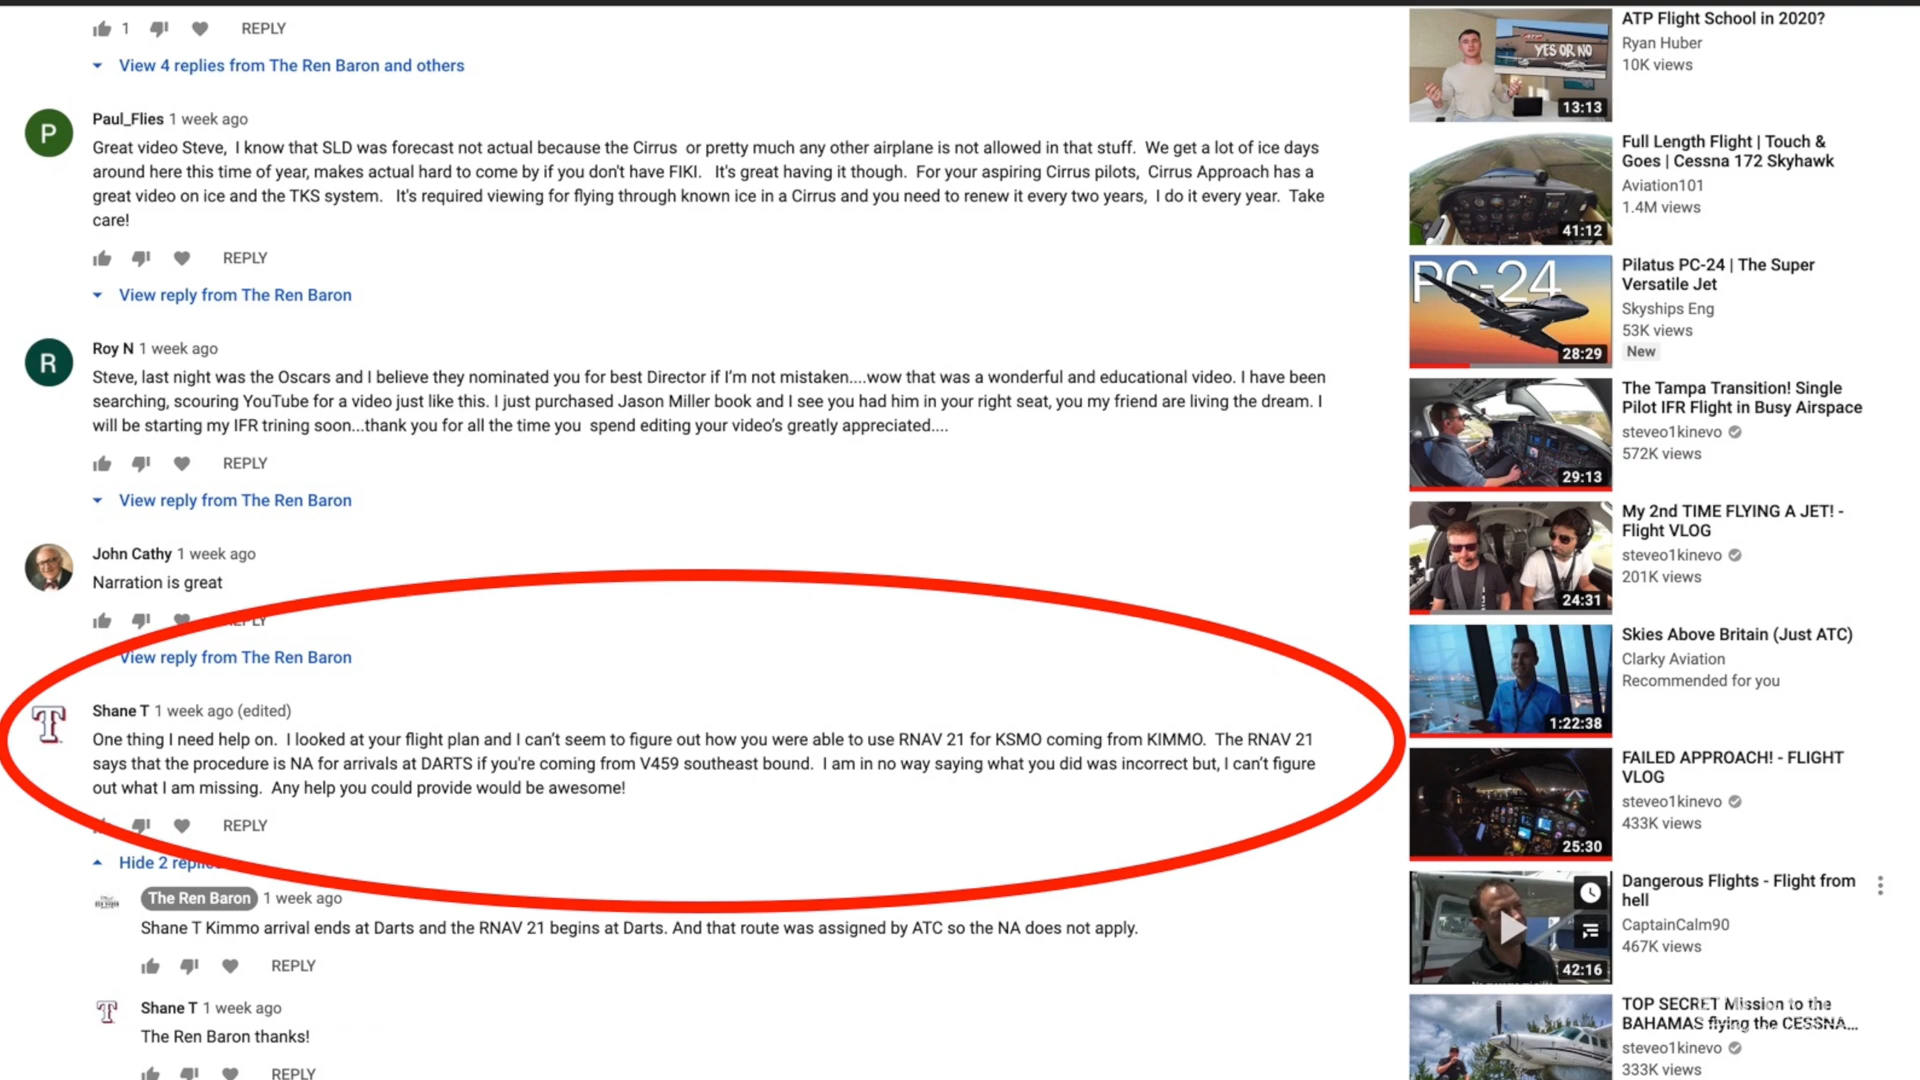 1 REPLY
View 4 replies from The Ren Baron and others
P
Paul_Flies 1 week ago
Great video Steve, I know that SLD was forecast not actual because the Cirrus or pretty much any other airplane is not allowed in that stuff. We get a lot of ice days
around here this time of year, makes actual hard to come by if you don't have FIKI. It's great having it though. For your aspiring Cirrus pilots, Cirrus Approach has a
great video on ice and the TKS system. It's required viewing for flying through known ice in a Cirrus and you need to renew it every two years, I do it every year. Take
care!
REPLY
View reply from The Ren Baron
R
Roy N 1 week ago
Steve, last night was the Oscars and I believe they nominated you for best Director if I'm not mistaken....wow that was a wonderful and educational video. I have been
searching, scouring YouTube for a video just like this. I just purchased Jason Miller book and I see you had him in your right seat, you my friend are living the dream. I
will be starting my IFR trining soon...thank you for all the time you spend editing your video's greatly appreciated....
REPLY
View reply from The Ren Baron
John Cathy 1 week ago
Narration is great
REPLY
View reply from The Ren Baron
T
Shane T 1 week ago (edited)
One thing I need help on. I looked at your flight plan and I can't seem to figure out how you were able to use RNAV 21 for KSMO coming from KIMMO. The RNAV 21
says that the procedure is NA for arrivals at DARTS if you're coming from V459 southeast bound. I am in no way saying what you did was incorrect but, I can't figure
out what I am missing. Any help you could provide would be awesome!
REPLY
Hide 2
The Ren Baron 1 week ago
Shane T Kimmo arrival ends at Darts and the RNAV 21 begins at Darts. And that route was assigned by ATC so the NA does not apply.
REPLY
T
Shane T 1 week ago
The Ren Baron thanks!
REPLY
ATP
YES OR NO
13:13
ATP Flight School in 2020?
Ryan Huber
10K views
41:12
Full Length Flight | Touch &
Goes | Cessna 172 Skyhawk
Aviation101
1.4M views
PC-24
28:29
Pilatus PC-24 | The Super
Versatile Jet
Skyships Eng
53K views
New
29:13
The Tampa Transition! Single
Pilot IFR Flight in Busy Airspace
steveo1kinevo
572K views
24:31
My 2nd TIME FLYING A JET! -
Flight VLOG
steveo1kinevo
201K views
1:22:38
Skies Above Britain (Just ATC)
Clarky Aviation
Recommended for you
25:30
FAILED APPROACH! - FLIGHT
VLOG
steveo1kinevo
433K views
42:16
Dangerous Flights - Flight from
hell
CaptainCalm90
467K views
TOP SECRET Mission to the
BAHAMAS flying the CESSNA...
steveo1kinevo
333K views